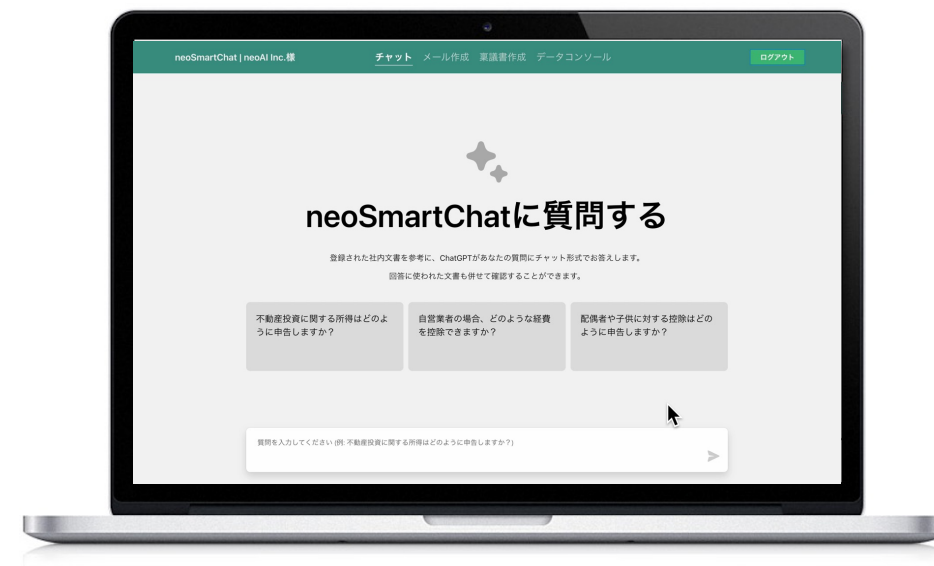 neoSmartChat | neoAI Inc.様
チャット メール作成 稟議書作成 データコンソール
ログアウト
neoSmartChatに質問する
登録された社内文書を参考に、ChatGPTがあなたの質問にチャット形式でお答えします。
回答に使われた文書も併せて確認することができます。
不動産投資に関する所得はどのよ
うに申告しますか？
自営業者の場合、どのような経費
を控除できますか？
配偶者や子供に対する控除はどの
ように申告しますか？
質問を入力してください (例: 不動産投資に関する所得はどのように申告しますか？)